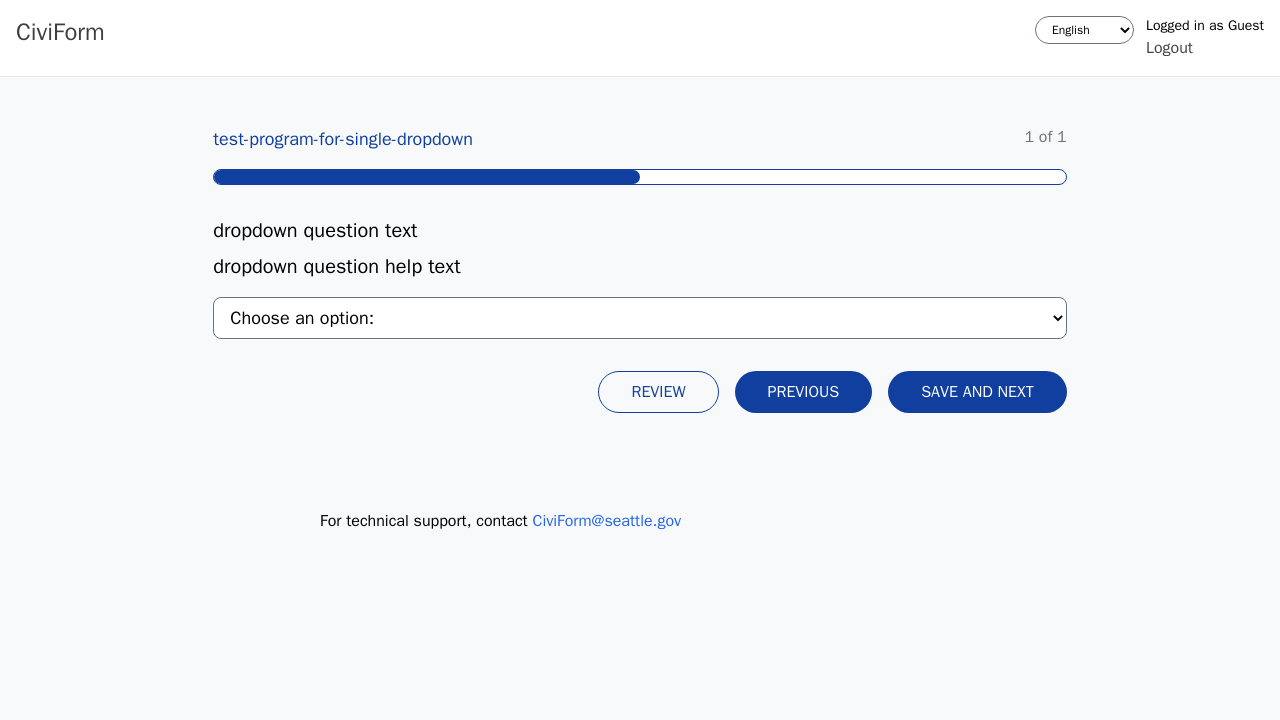 CiviForm
English
Logged in as Guest
Logout
test-program-for-single-dropdown
1 of 1
dropdown question text
dropdown question help text
Choose an option:
REVIEW
PREVIOUS
SAVE AND NEXT
For technical support, contact CiviForm@seattle.gov